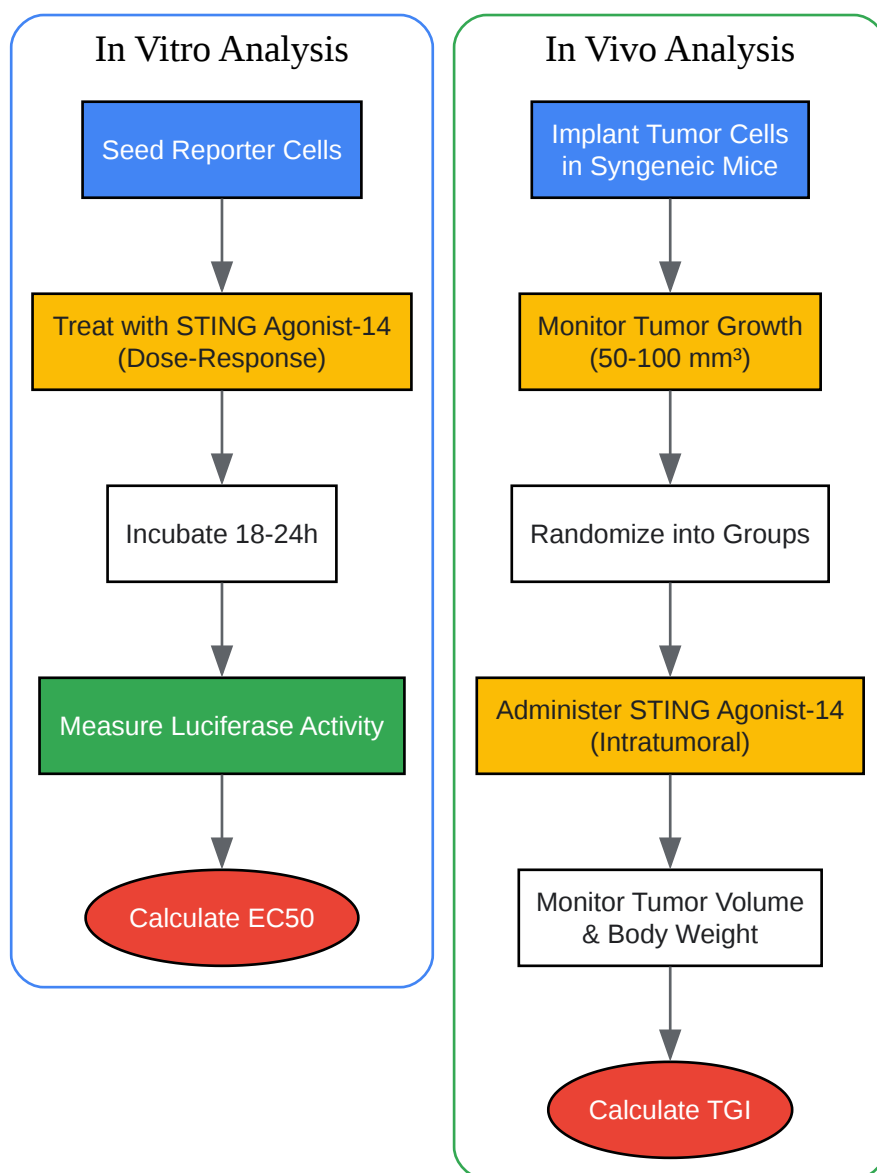 In Vitro Analysis
Seed Reporter Cells
Treat with STING Agonist-14
(Dose-Response)
Incubate 18-24h
Measure Luciferase Activity
Calculate EC50
In Vivo Analysis
Implant Tumor Cells
in Syngeneic Mice
Monitor Tumor Growth
(50-100 mm³)
Randomize into Groups
Administer STING Agonist-14
(Intratumoral)
Monitor Tumor Volume
& Body Weight
Calculate TGI